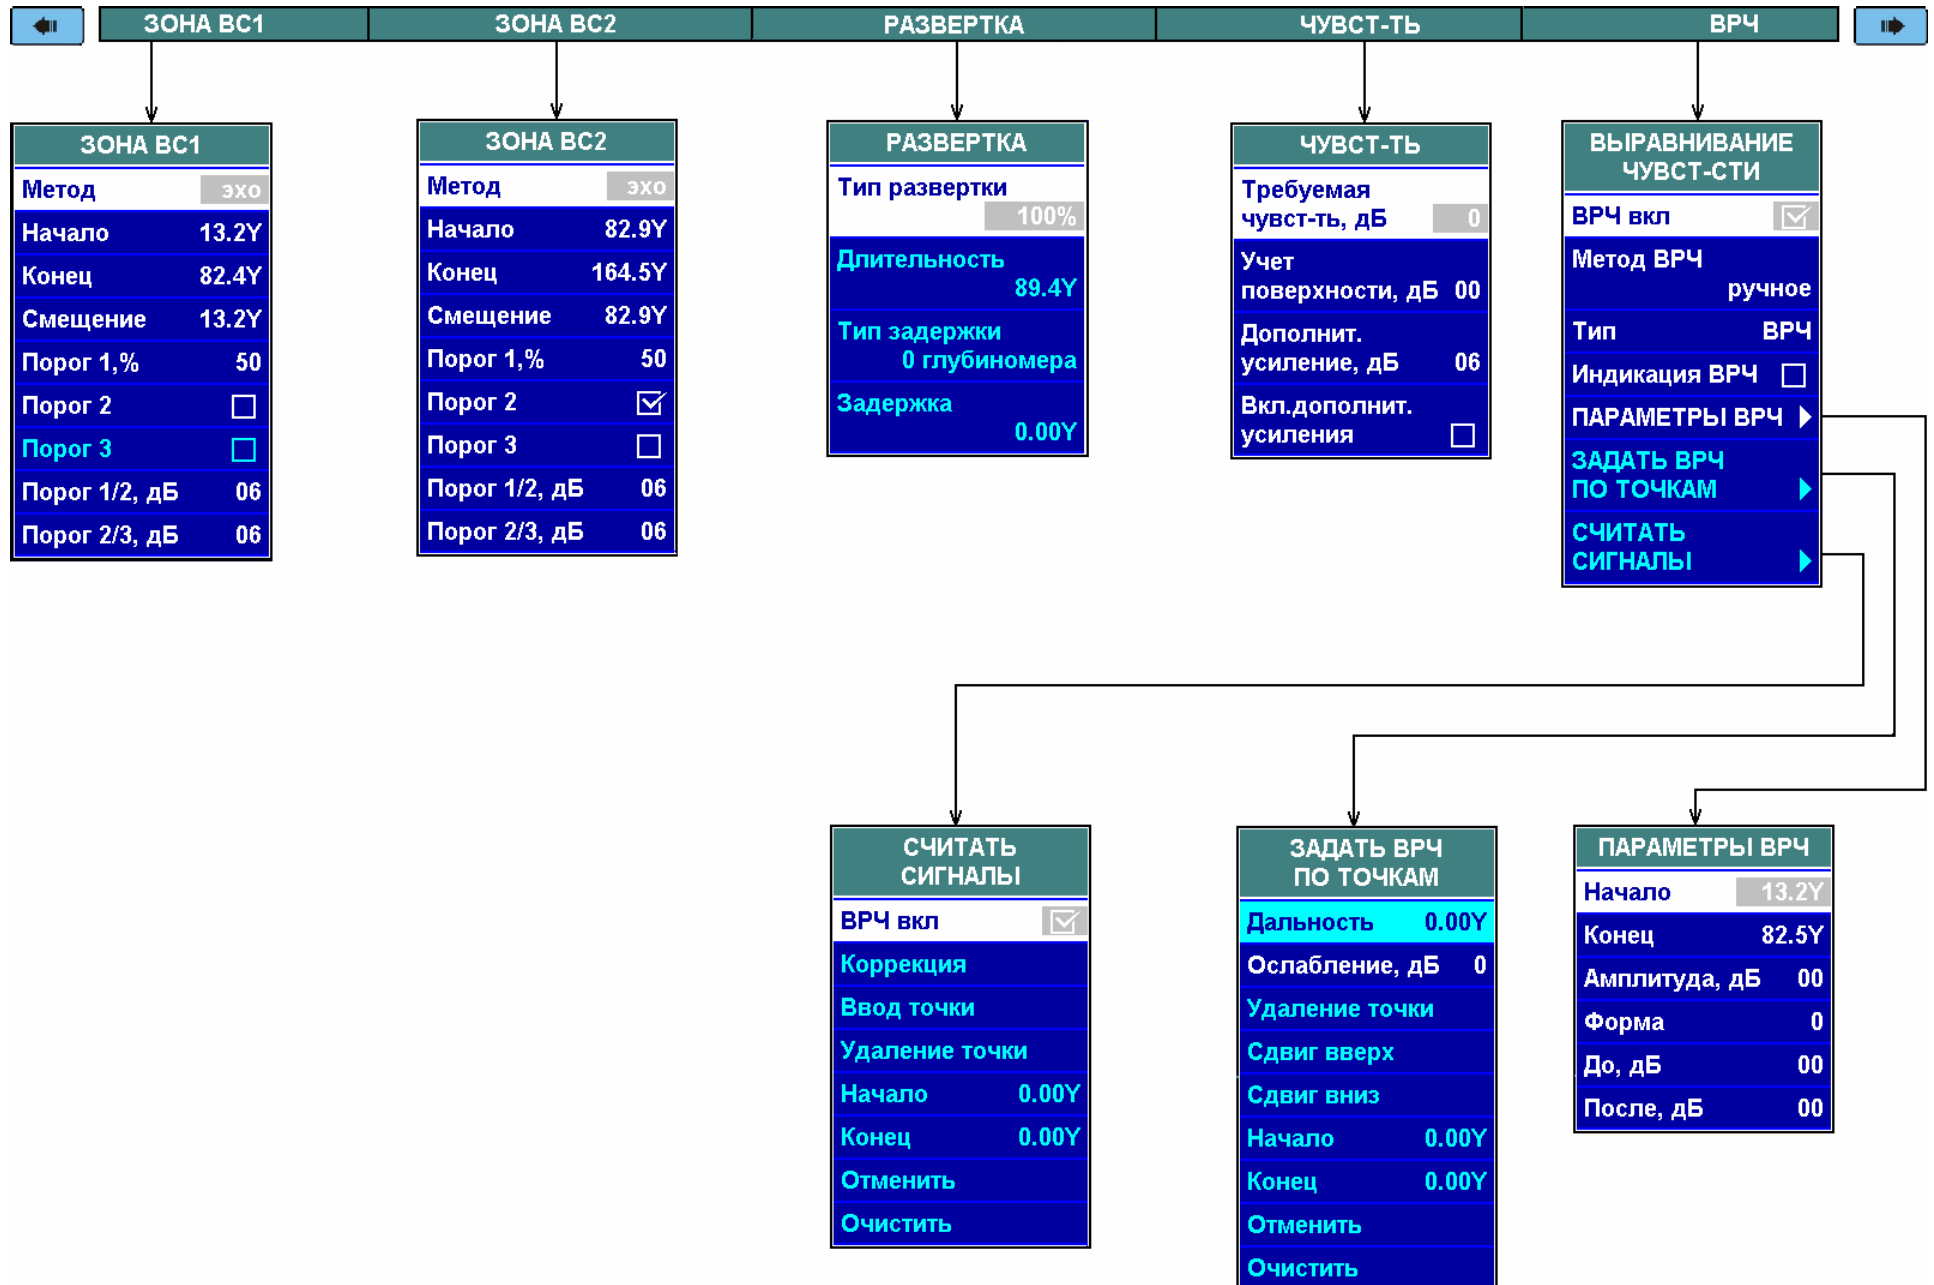 ЗОНА ВС1 ЗОНА ВС2 РАЗВЕРТКА ЧУВСТ-ТЬ ВРЧ
ЗОНА ВС1
Метод эхо
Начало 13.2Y
Конец 82.4Y
Смещение 13.2Y
Порог 1,% 50
Порог 2
Порог 3
Порог 1/2, дБ 06
Порог 2/3, дБ 06
ЗОНА ВС2
Метод эхо
Начало 82.9Y
Конец 164.5Y
Смещение 82.9Y
Порог 1,% 50
Порог 2
Порог 3
Порог 1/2, дБ 06
Порог 2/3, дБ 06
РАЗВЕРТКА
Тип развертки
100%
Длительность
89.4Y
Тип задержки
0 глубиномера
Задержка
0.00Y
ЧУВСТ-ТЬ
Требуемая
чувст-ть, дБ 0
Учет
поверхности, дБ 00
Дополнит.
усиление, дБ 06
Вкл.дополнит.
усиления
ВЫРАВНИВАНИЕ
ЧУВСТ-СТИ
ВРЧ вкл
Метод ВРЧ
ручное
Тип ВРЧ
Индикация ВРЧ
ПАРАМЕТРЫ ВРЧ
ЗАДАТЬ ВРЧ
ПО ТОЧКАМ
СЧИТАТЬ
СИГНАЛЫ
СЧИТАТЬ
СИГНАЛЫ
ВРЧ вкл
Коррекция
Ввод точки
Удаление точки
Начало 0.00Y
Конец 0.00Y
Отменить
Очистить
ЗАДАТЬ ВРЧ
ПО ТОЧКАМ
Дальность 0.00Y
Ослабление, дБ 0
Удаление точки
Сдвиг вверх
Сдвиг вниз
Начало 0.00Y
Конец 0.00Y
Отменить
Очистить
ПАРАМЕТРЫ ВРЧ
Начало 13.2Y
Конец 82.5Y
Амплитуда, дБ 00
Форма 0
До, дБ 00
После, дБ 00